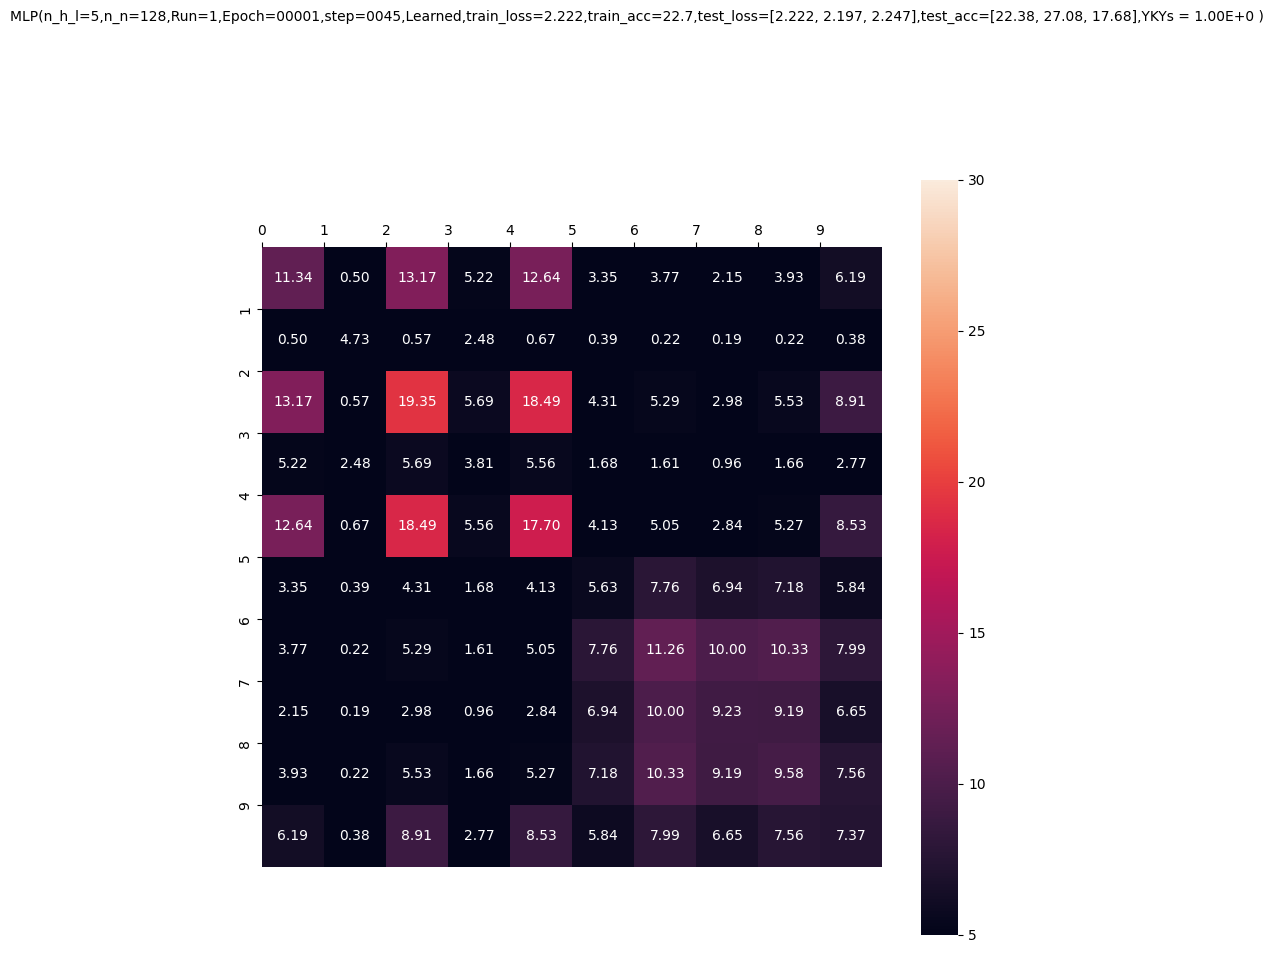 MLP(n_h_l=5,n_n=128,Run=1,Epoch=00001,step=0045,Learned,train_loss=2.222,train_acc=22.7,test_loss=[2.222, 2.197, 2.247],test_acc=[22.38, 27.08, 17.68],YKYs = 1.00E+0 )
0 1 2 3 4 5 6 7 8 9
11.34 0.50 13.17 5.22 12.64 3.35 3.77 2.15 3.93 6.19
1
0.50 4.73 0.57 2.48 0.67 0.39 0.22 0.19 0.22 0.38
2
13.17 0.57 19.35 5.69 18.49 4.31 5.29 2.98 5.53 8.91
3
5.22 2.48 5.69 3.81 5.56 1.68 1.61 0.96 1.66 2.77
4
12.64 0.67 18.49 5.56 17.70 4.13 5.05 2.84 5.27 8.53
5
3.35 0.39 4.31 1.68 4.13 5.63 7.76 6.94 7.18 5.84
6
3.77 0.22 5.29 1.61 5.05 7.76 11.26 10.00 10.33 7.99
7
2.15 0.19 2.98 0.96 2.84 6.94 10.00 9.23 9.19 6.65
8
3.93 0.22 5.53 1.66 5.27 7.18 10.33 9.19 9.58 7.56
9
6.19 0.38 8.91 2.77 8.53 5.84 7.99 6.65 7.56 7.37
30
25
20
15
10
5